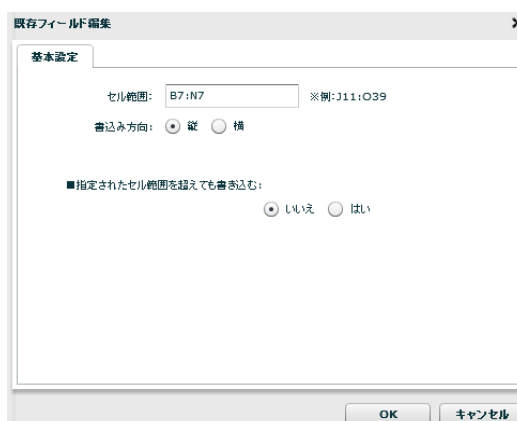 既存フィールド編集
基本設定
セル範囲: B7:N7 ※例:J11:O39
書込み方向: 縦 横
■指定されたセル範囲を超えても書き込む:
いいえ はい
OK キャンセル